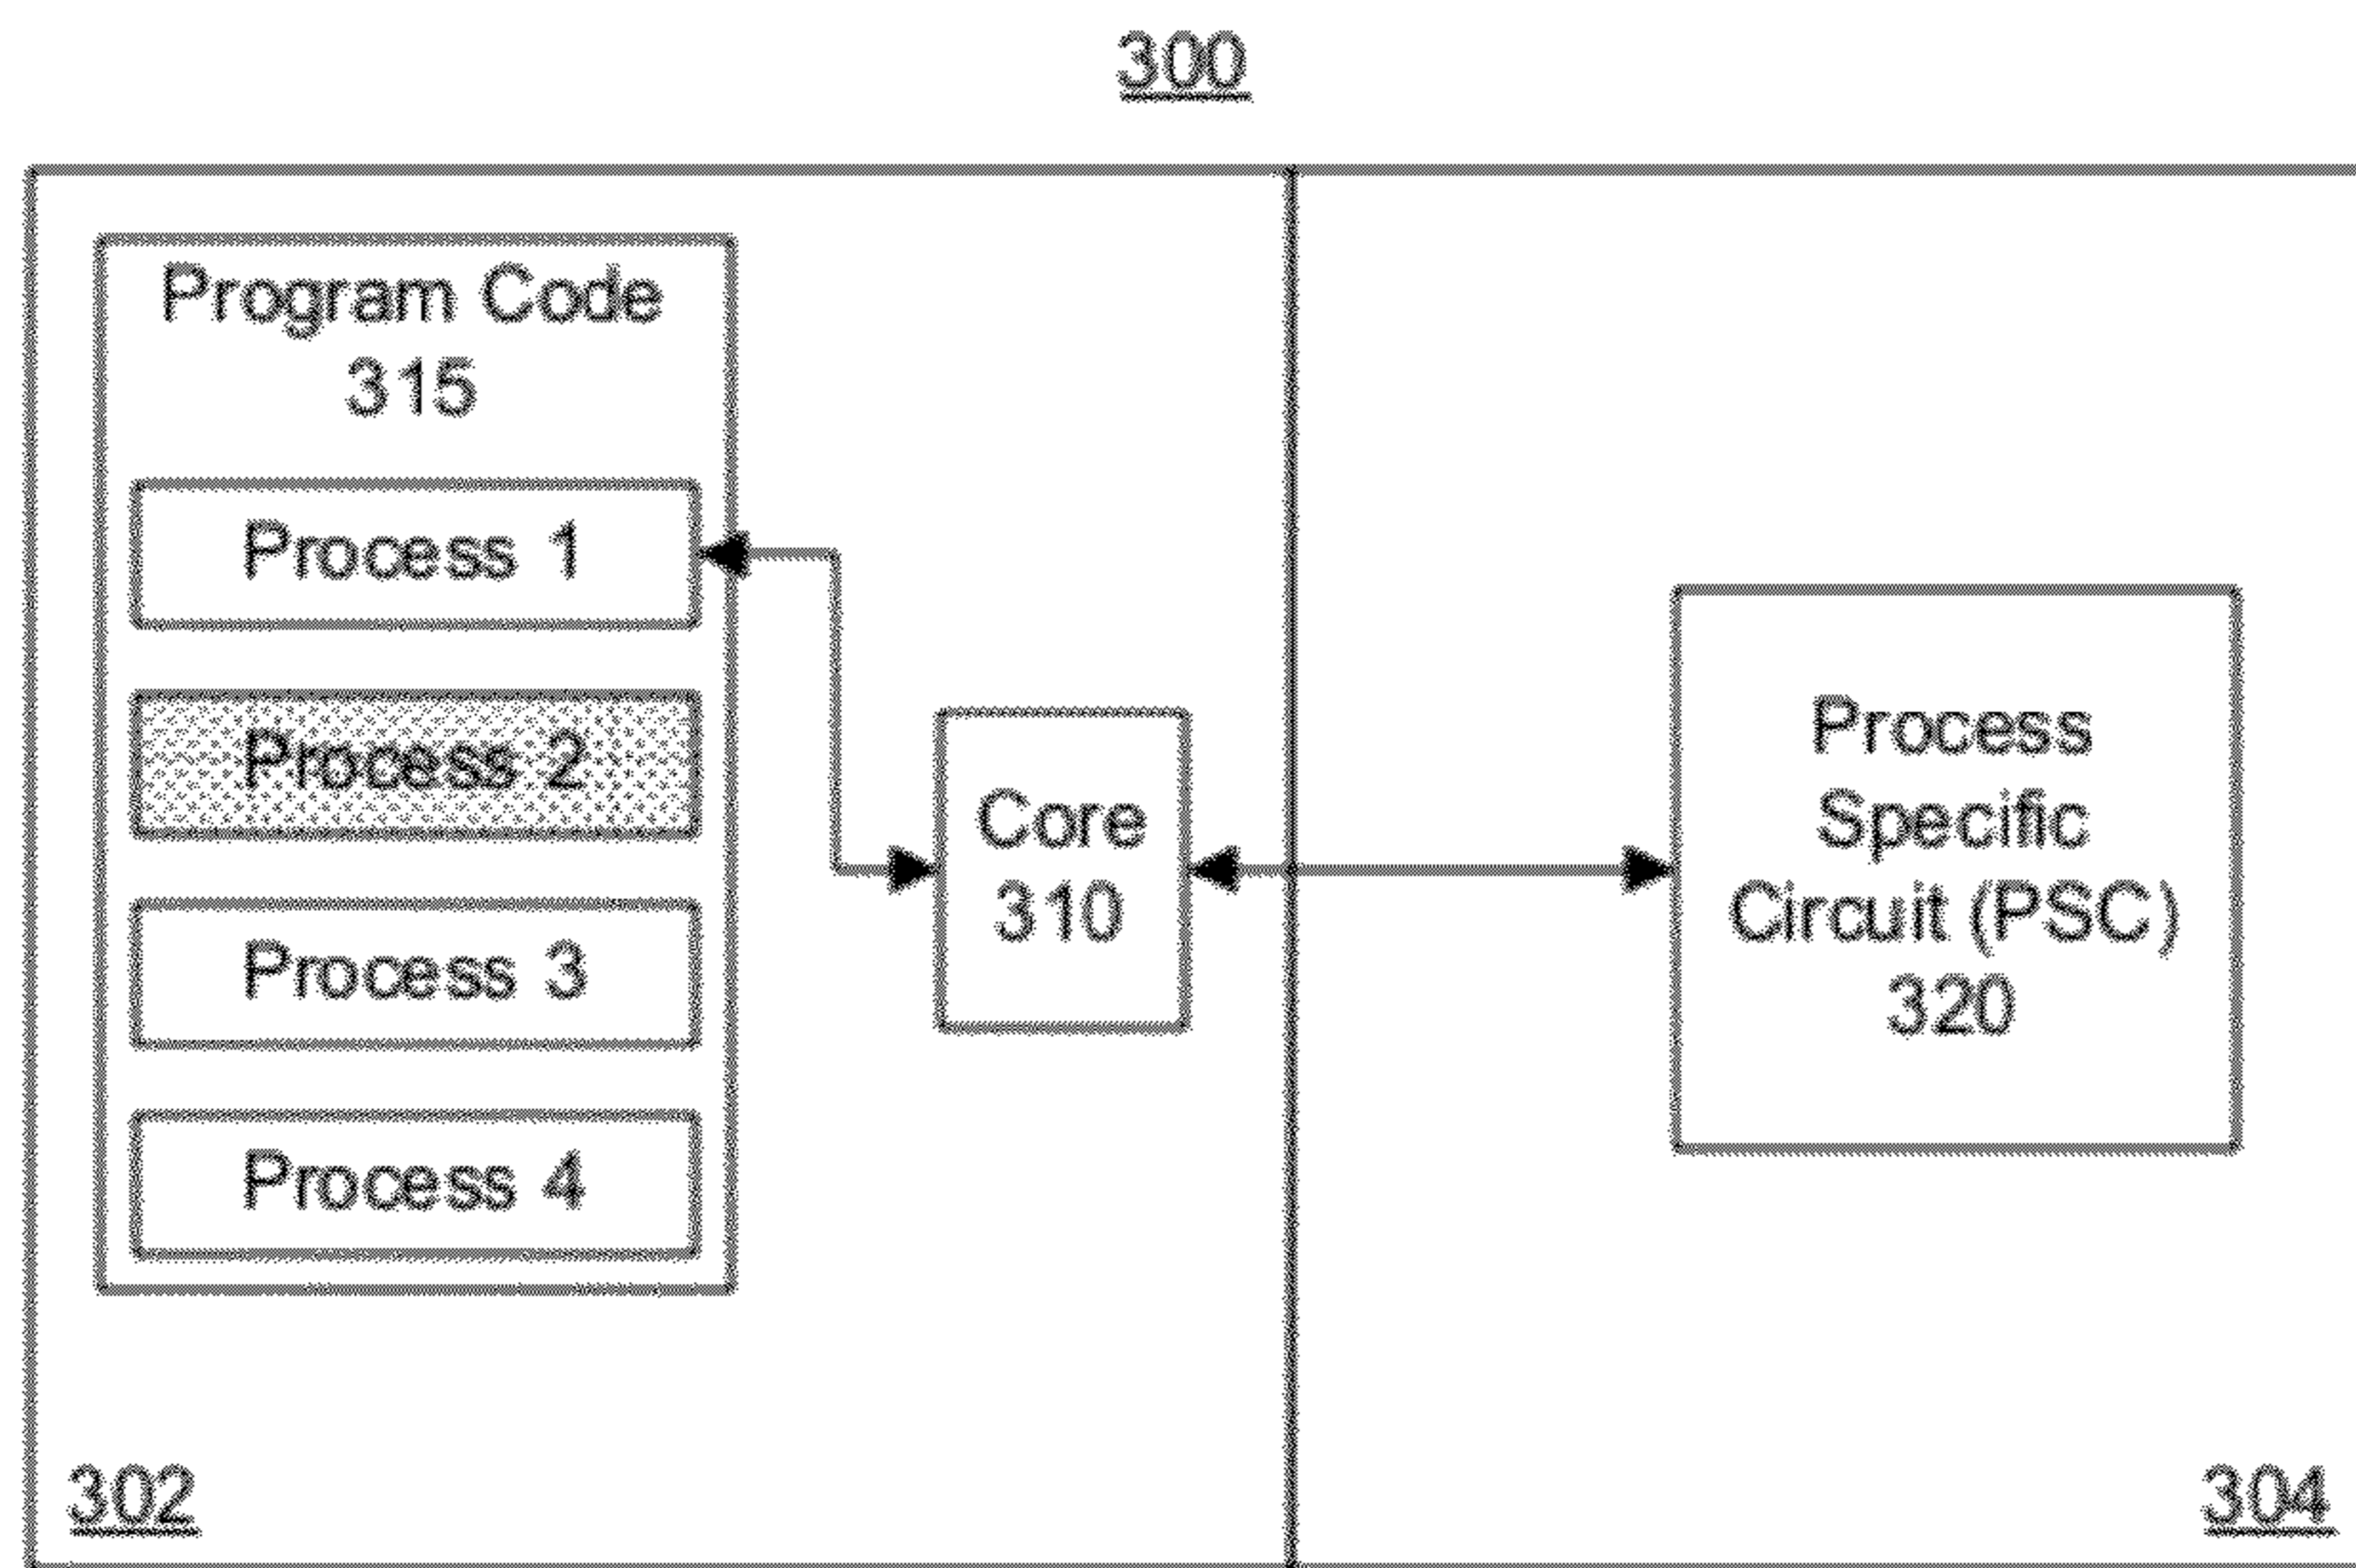 300
Program Code
315
Process 1
Process 2
Process 3
Process 4
Core
310
Process
Specific
Circuit (PSC)
320
302
304